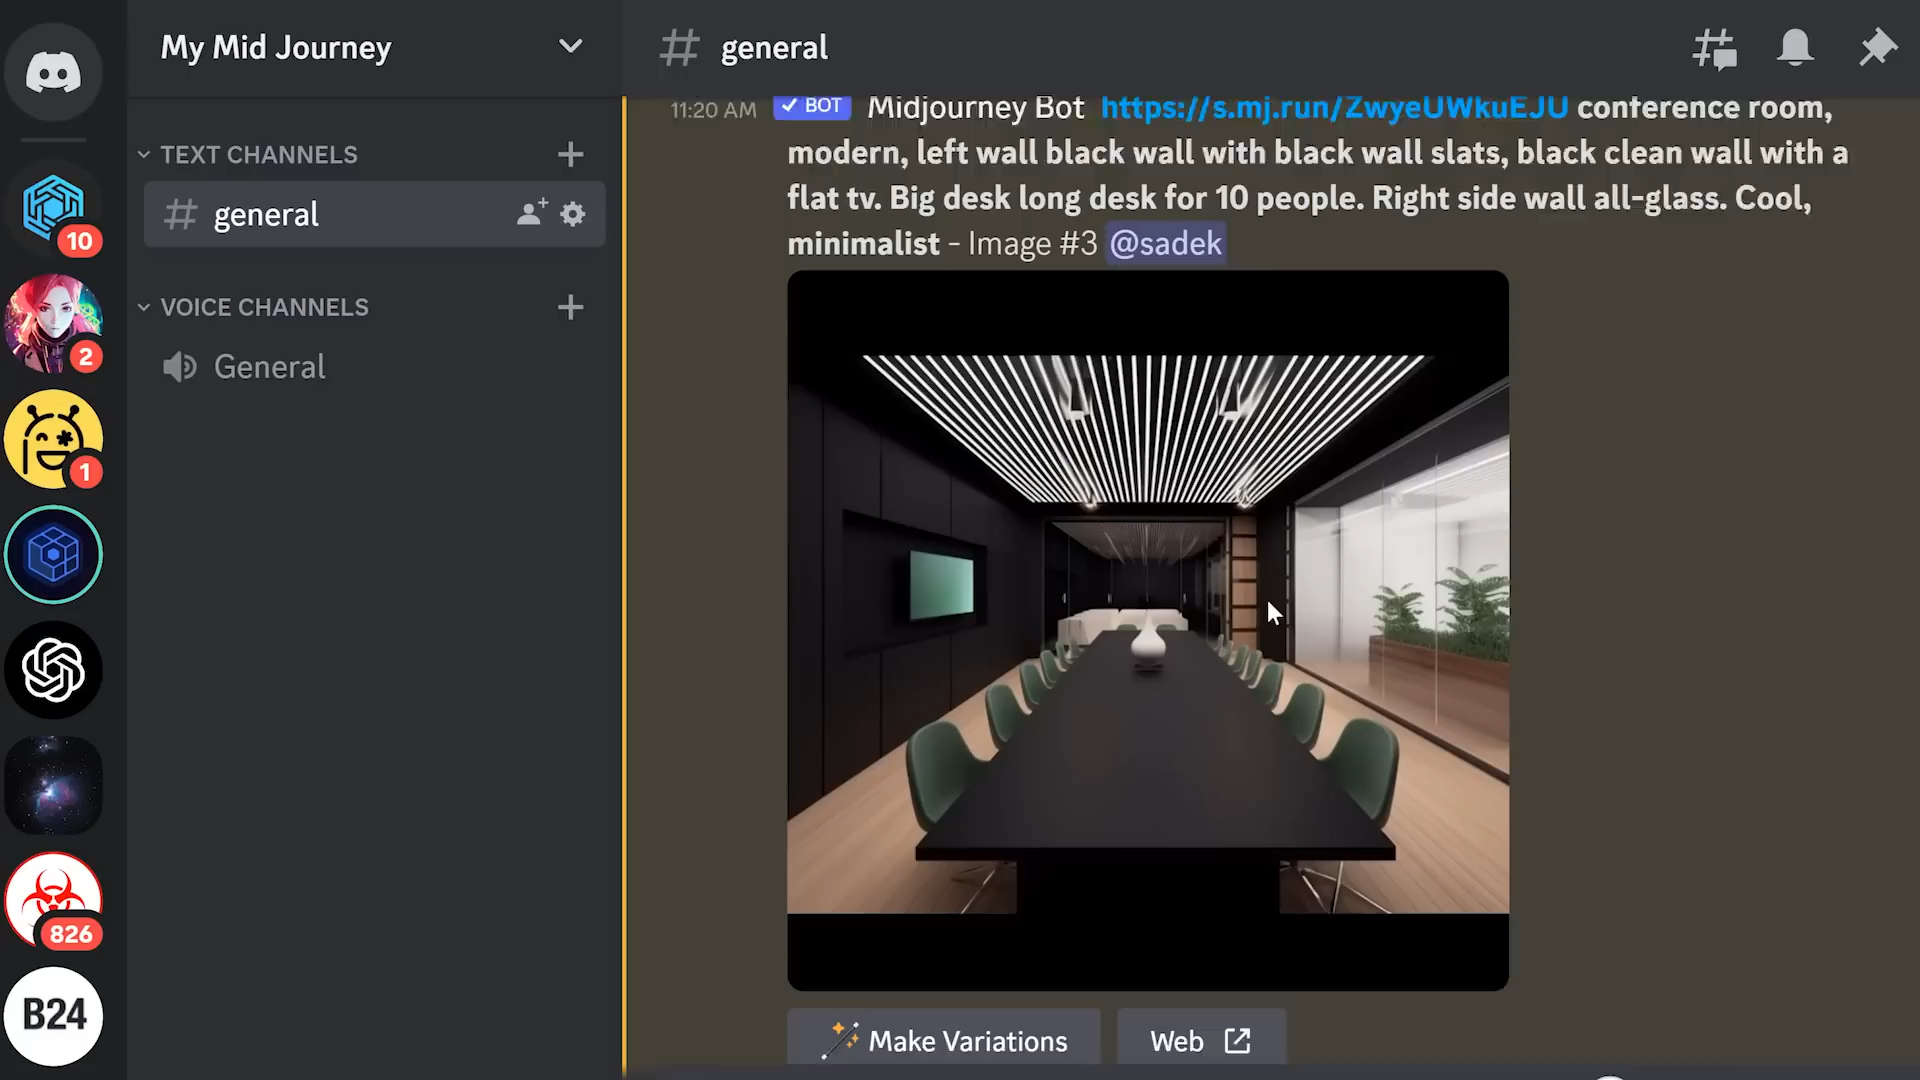 My Mid Journey
TEXT CHANNELS
general
VOICE CHANNELS
General
10
2
1
826
B24
# general
11:20 AM ✓ BOT Midjourney Bot https://s.mj.run/ZwyeUWkuEJU conference room,
modern, left wall black wall with black wall slats, black clean wall with a
flat tv. Big desk long desk for 10 people. Right side wall all-glass. Cool,
minimalist - Image #3 @sadek
Make Variations
Web